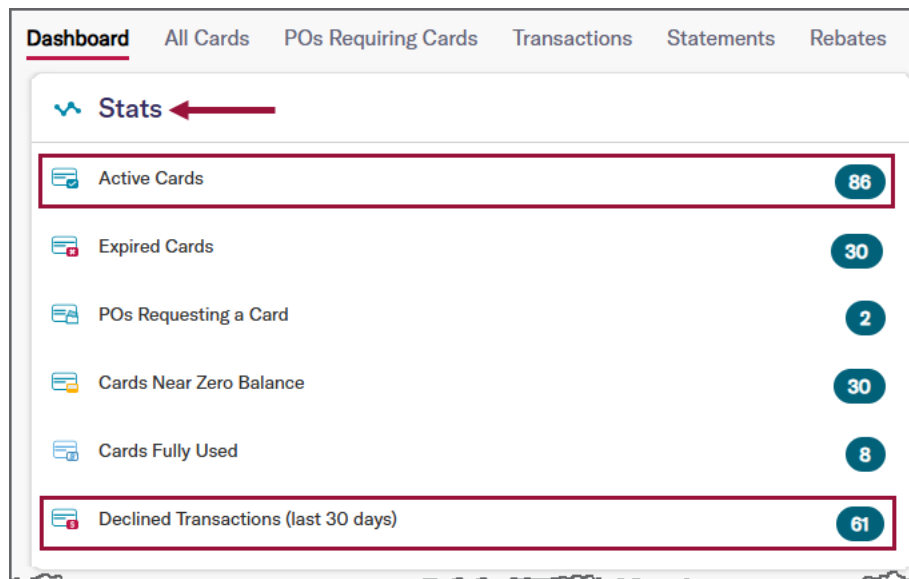 Dashboard All Cards POs Requiring Cards Transactions Statements Rebates
Stats
Active Cards 86
Expired Cards 30
POs Requesting a Card 2
Cards Near Zero Balance 30
Cards Fully Used 8
Declined Transactions (last 30 days) 61